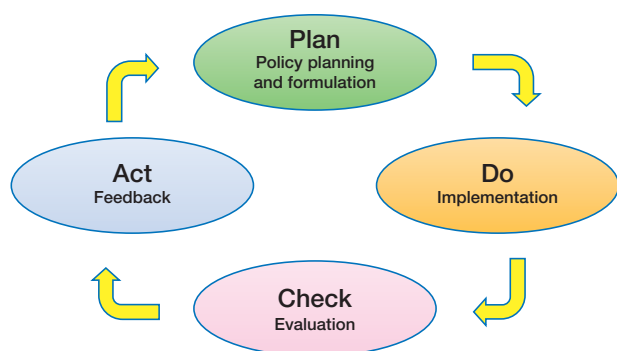 Plan
Policy planning
and formulation
Do
Implementation
Check
Evaluation
Act
Feedback